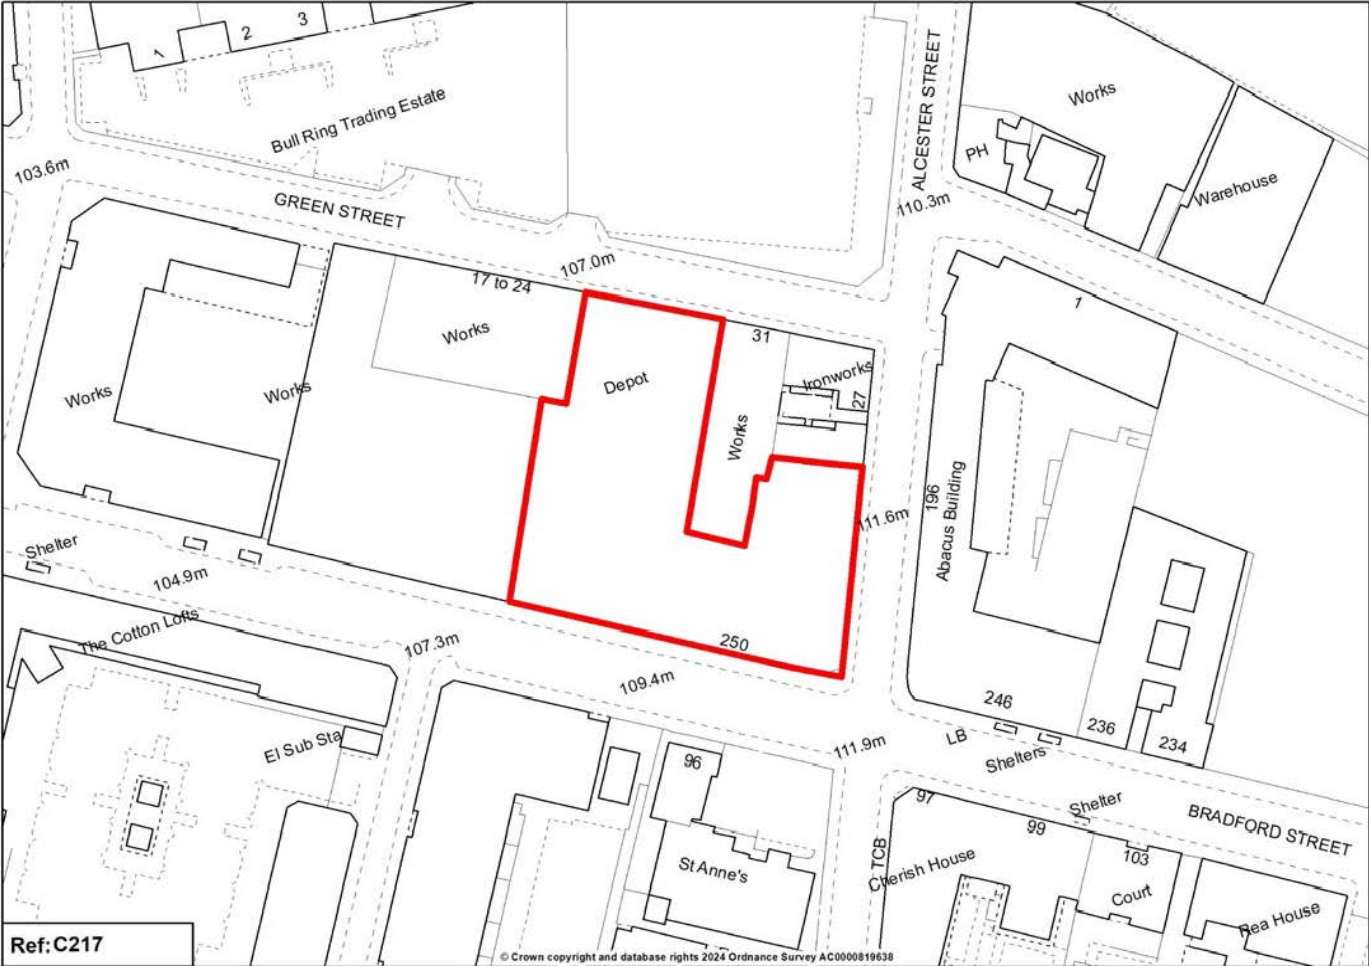 1
2
3
Bull Ring Trading Estate
ALCESTER STREET
Works
PH
Warehouse
103.6m
GREEN STREET
110.3m
107.0m
17 to 24
Works
31
1
Depot
Ironworks
27
Works
Works
Works
196
Abacus Building
111.6m
Shelter
104.9m
The Cotton Lofts
107.3m
250
109.4m
246
236
234
LB
Shelters
111.9m
El Sub Sta
96
97
Shelter
99
BRADFORD STREET
103
TCB
Cherish House
St Anne's
Court
Rea House
Ref:C217
© Crown copyright and database rights 2024 Ordnance Survey AC0000819638